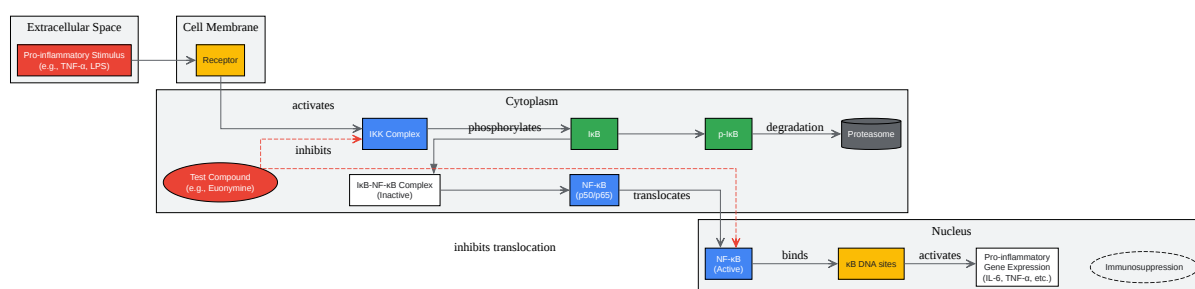 Extracellular Space
Pro-inflammatory Stimulus
(e.g., TNF-α, LPS)
Cell Membrane
Receptor
Cytoplasm
activates
IKK Complex
phosphorylates
IκB
p-IκB
degradation
Proteasome
inhibits
Test Compound
(e.g., Euonymine)
IκB-NF-κB Complex
(Inactive)
NF-κB
(p50/p65)
translocates
inhibits translocation
Nucleus
NF-κB
(Active)
binds
κB DNA sites
activates
Pro-inflammatory
Gene Expression
(IL-6, TNF-α, etc.)
Immunosuppression